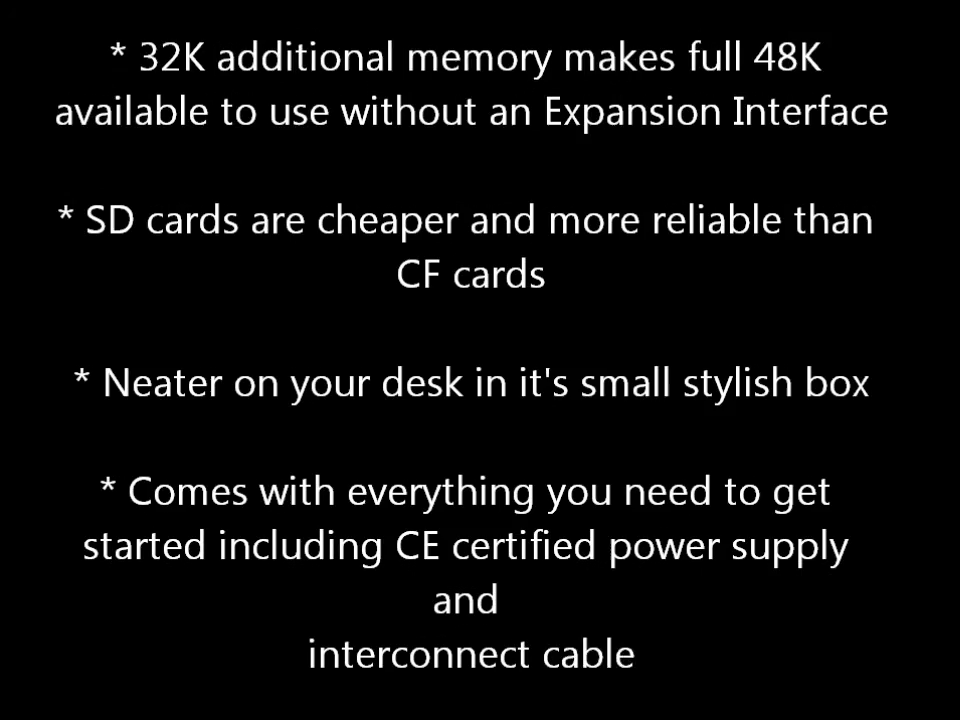 * 32K additional memory makes full 48K
available to use without an Expansion Interface
* SD cards are cheaper and more reliable than
CF cards
* Neater on your desk in it's small stylish box
* Comes with everything you need to get
started including CE certified power supply
and
interconnect cable